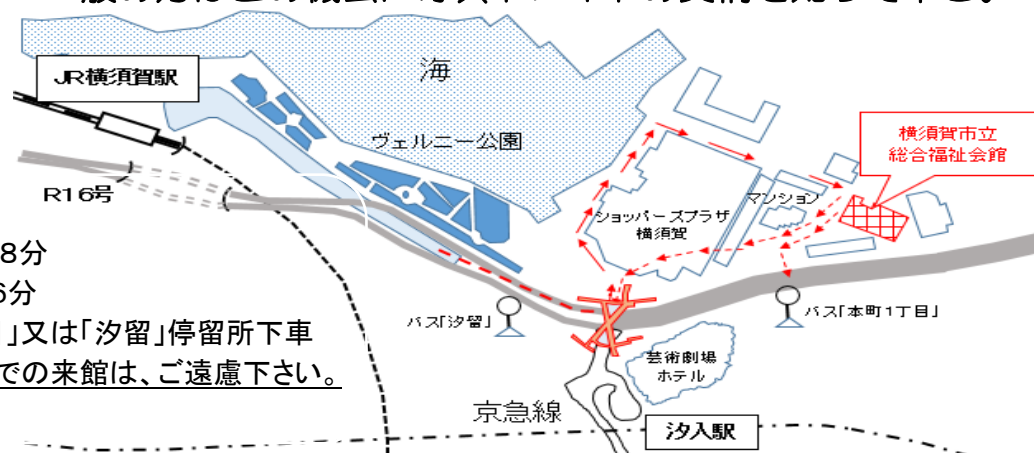 JR横須賀駅
海
ヴェルニー公園
横須賀市立
総合福祉会館
R16号
ショッパーズプラザ
横須賀
マンション
8分
6分
」又は「汐留」停留所下車
での来館は、ご遠慮下さい。
バス「汐留」
バス「本町1丁目」
芸術劇場
ホテル
京急線
汐入駅